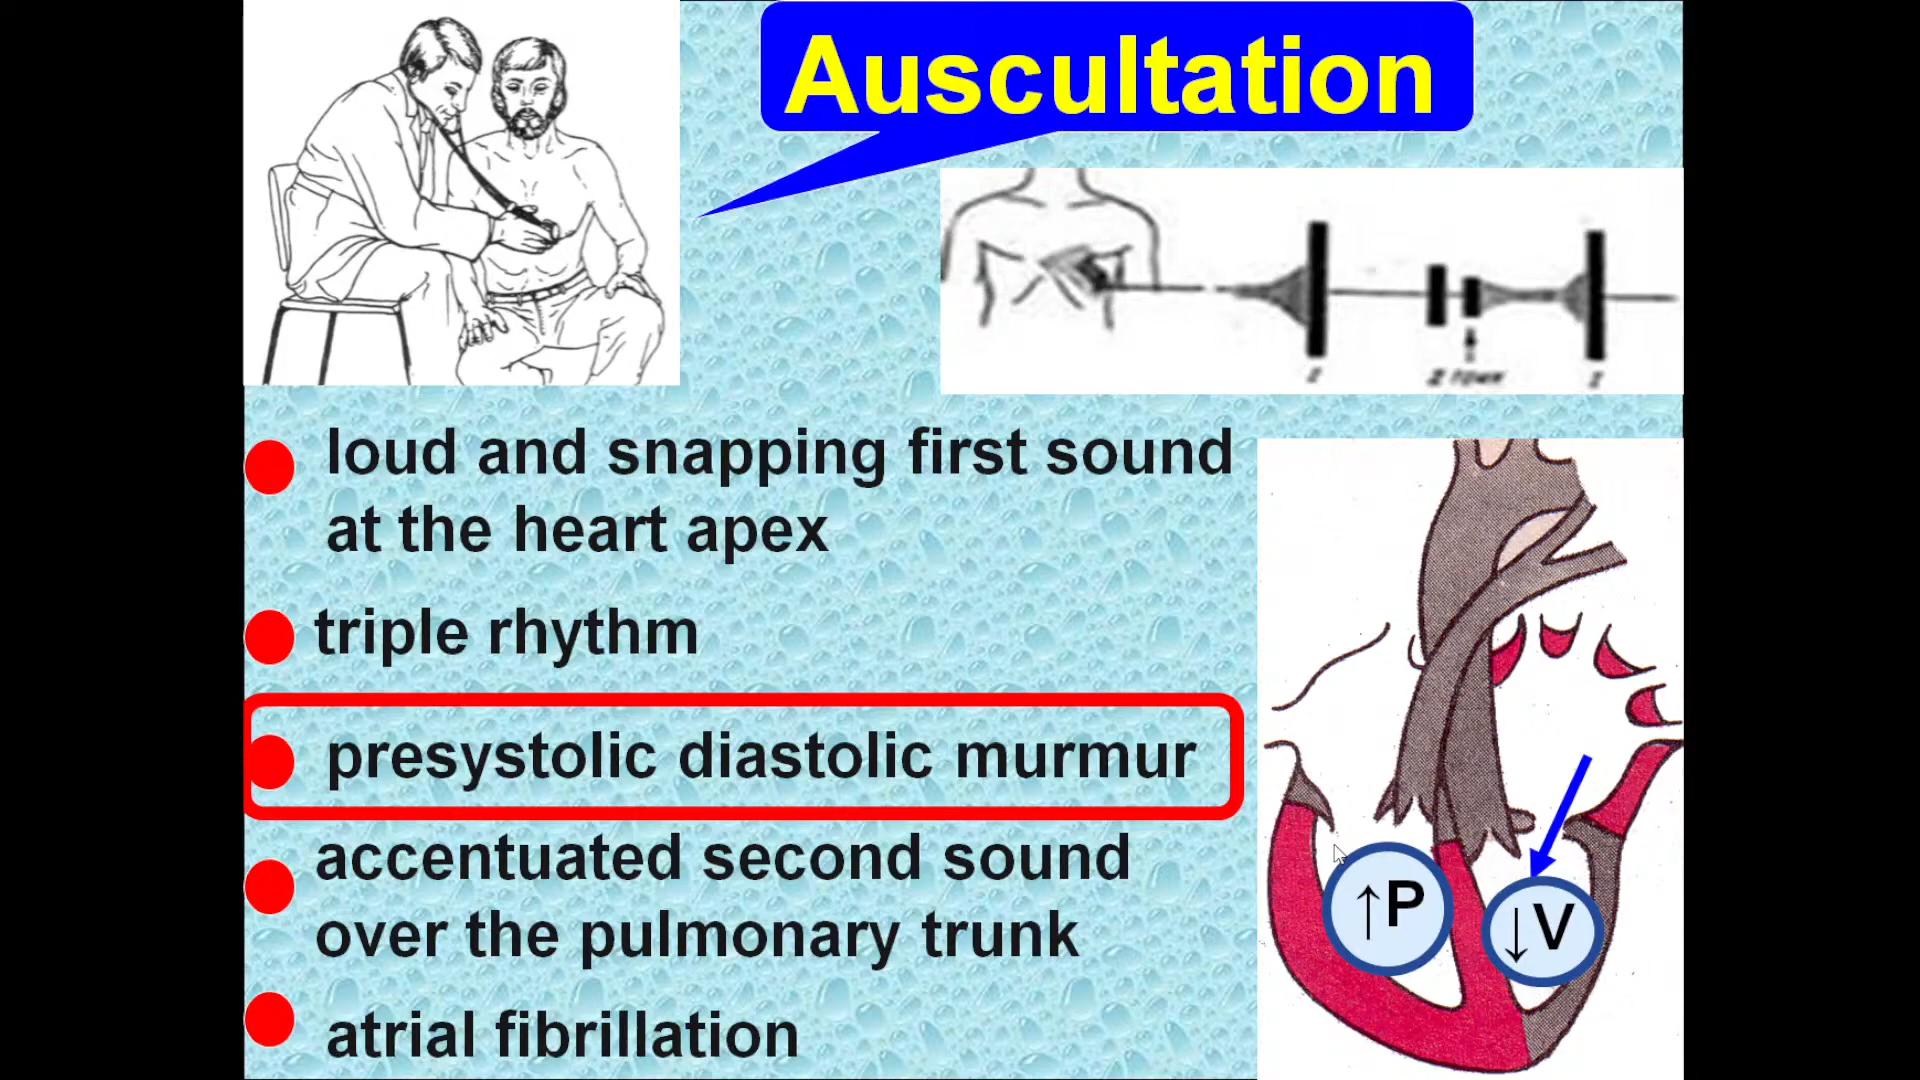 Auscultation
loud and snapping first sound
at the heart apex
triple rhythm
presystolic diastolic murmur
accentuated second sound
over the pulmonary trunk
atrial fibrillation
↑P
↓V